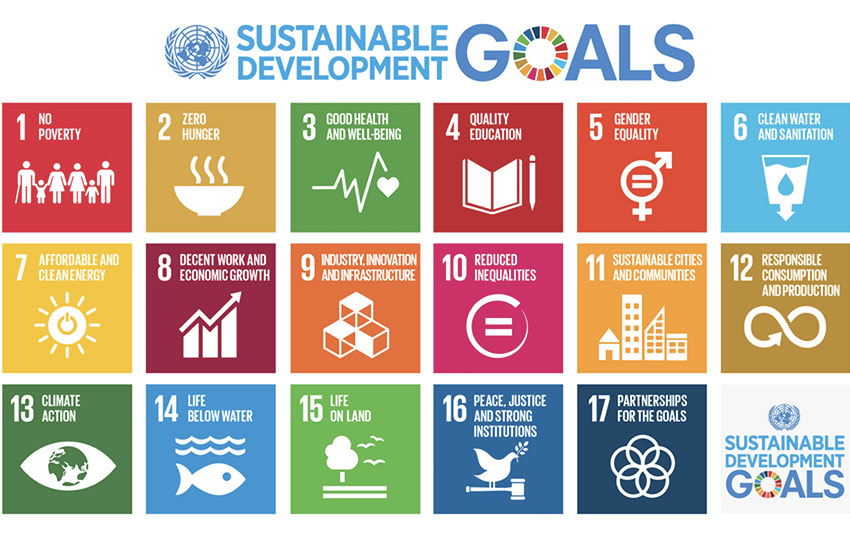 SUSTAINABLE
DEVELOPMENT
GOALS
1 NO
POVERTY
2 ZERO
HUNGER
3 GOOD HEALTH
AND WELL-BEING
4 QUALITY
EDUCATION
5 GENDER
EQUALITY
6 CLEAN WATER
AND SANITATION
7 AFFORDABLE AND
CLEAN ENERGY
8 DECENT WORK AND
ECONOMIC GROWTH
9 INDUSTRY, INNOVATION
AND INFRASTRUCTURE
10 REDUCED
INEQUALITIES
11 SUSTAINABLE CITIES
AND COMMUNITIES
12 RESPONSIBLE
CONSUMPTION
AND PRODUCTION
13 CLIMATE
ACTION
14 LIFE
BELOW WATER
15 LIFE
ON LAND
16 PEACE, JUSTICE
AND STRONG
INSTITUTIONS
17 PARTNERSHIPS
FOR THE GOALS
SUSTAINABLE
DEVELOPMENT
GOALS